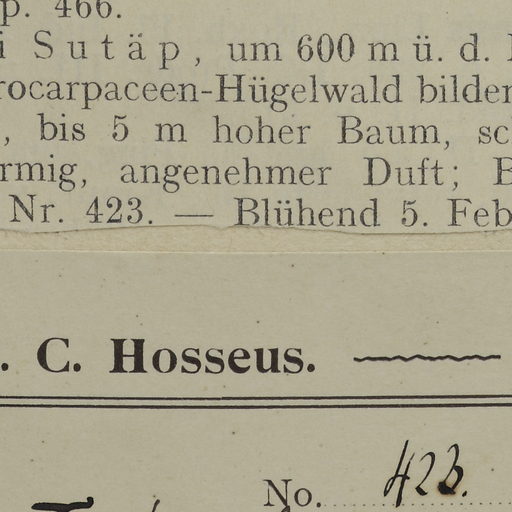 p. 466.
i Sutäp, um 600 m ü. d.
rocarpaceen-Hügelwald bilden
, bis 5 m hoher Baum, sc
rmig, angenehmer Duft; B
Nr. 423. — Blühend 5. Feb
. C. Hosseus.
No. 423.